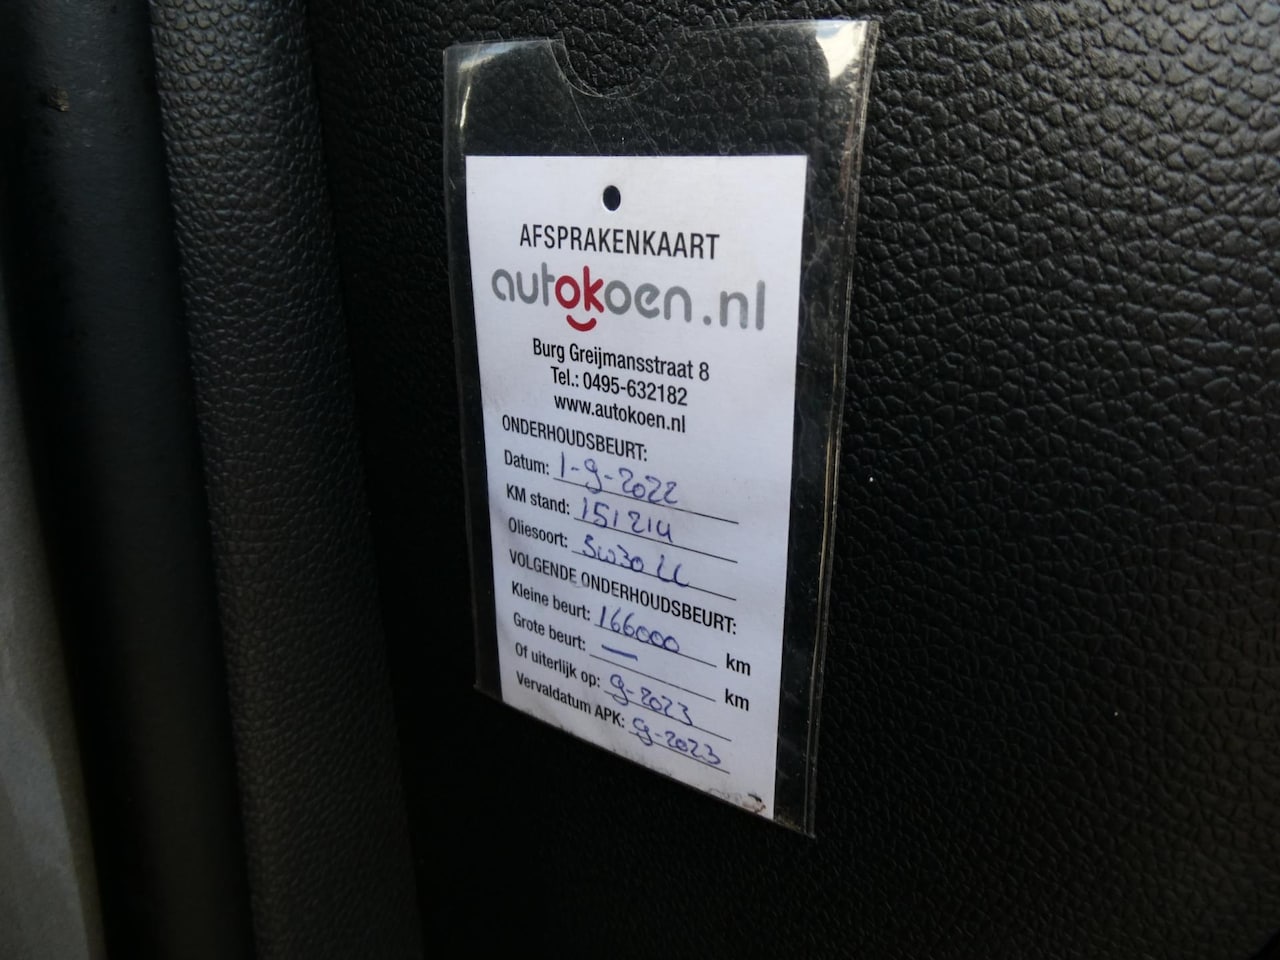 AFSPRAKENKAART
autokoen.nl
Burg Greijmansstraat 8
Tel.: 0495-632182
www.autokoen.nl
ONDERHOUDSBEURT:
Datum: 1-9-2022
KM stand: 151214
Oliesoort: 5w30 LL
VOLGENDE ONDERHOUDSBEURT:
Kleine beurt: 166000 km
Grote beurt: — km
Of uiterlijk op: 9-2023
Vervaldatum APK: 9-2023